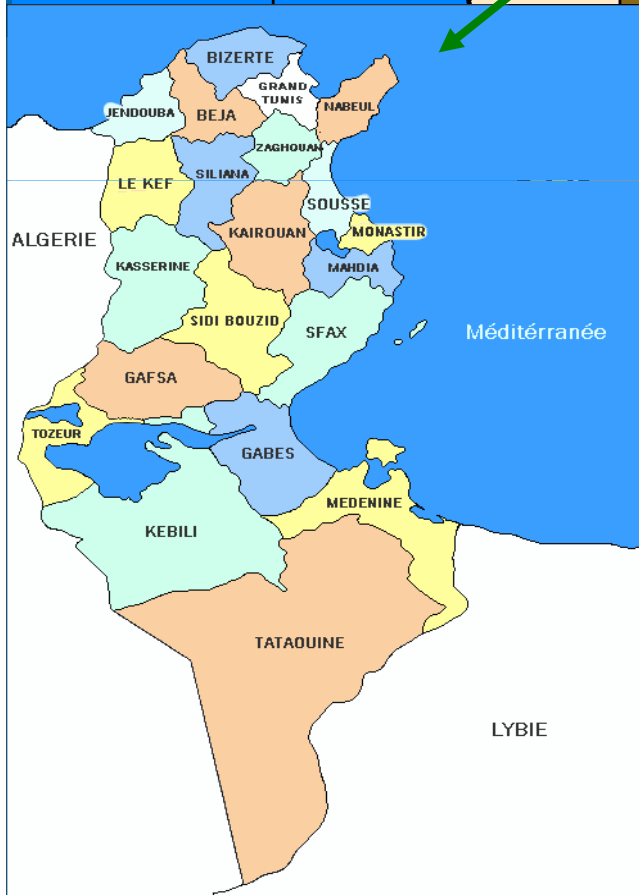 BIZERTE
GRAND
TUNIS
NABEUL
JENDOUBA
BEJA
ZAGHOUAN
LE KEF
SILIANA
SOUSSE
KAIROUAN
MONASTIR
ALGERIE
KASSERINE
MAHDIA
SIDI BOUZID
SFAX
Méditérranée
GAFSA
TOZEUR
GABES
MEDENINE
KEBILI
TATAOUINE
LYBIE